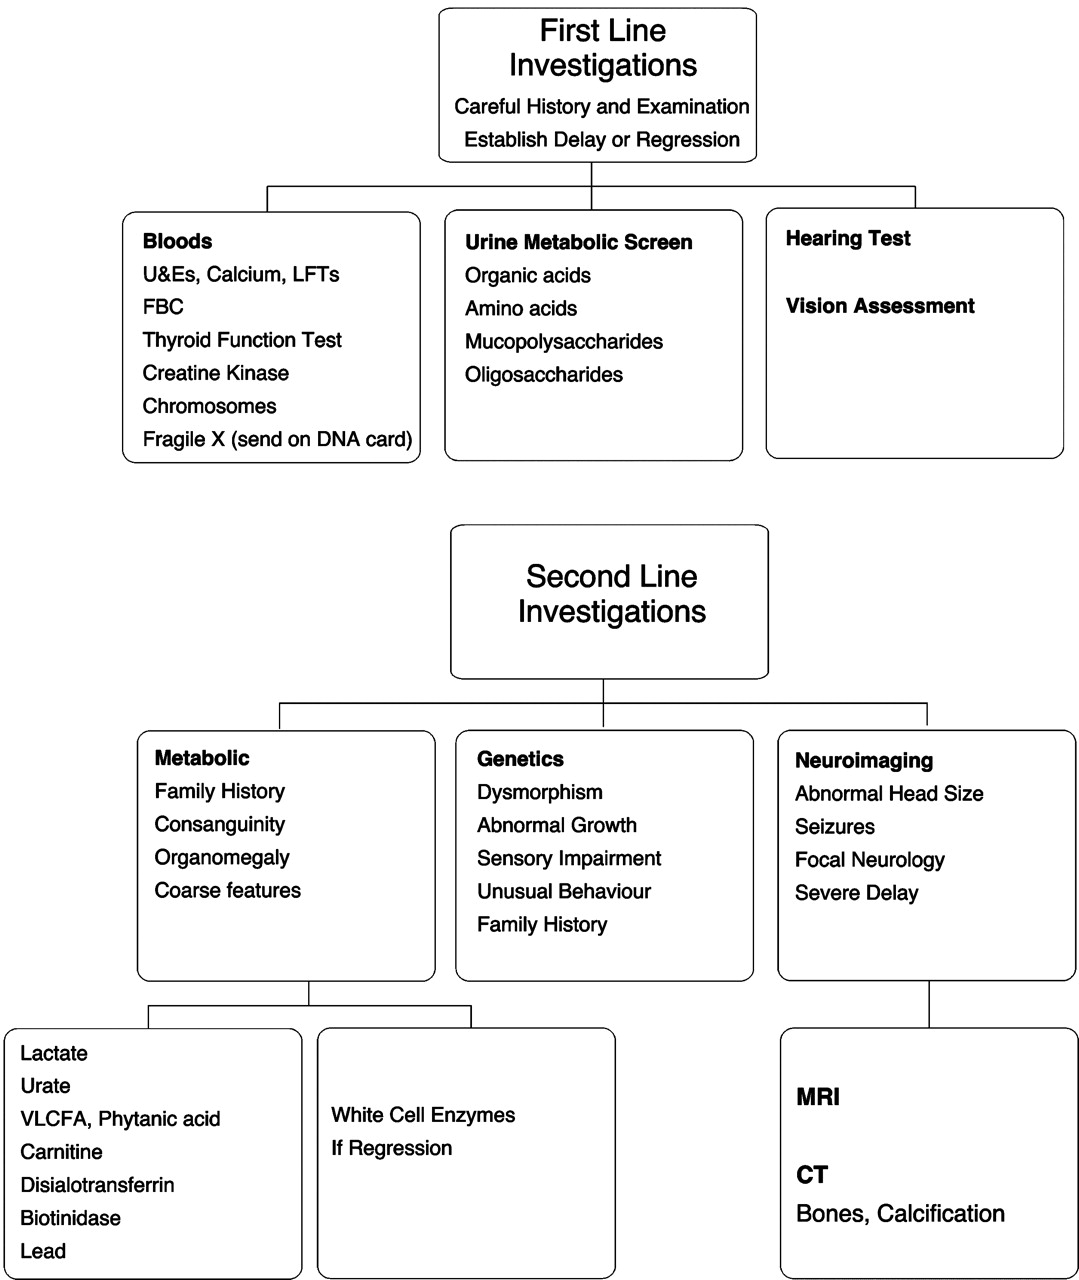 First Line
Investigations
Careful History and Examination
Establish Delay or Regression
Bloods
U&Es, Calcium, LFTs
FBC
Thyroid Function Test
Creatine Kinase
Chromosomes
Fragile X (send on DNA card)
Urine Metabolic Screen
Organic acids
Amino acids
Mucopolysaccharides
Oligosaccharides
Hearing Test
Vision Assessment
Second Line
Investigations
Metabolic
Family History
Consanguinity
Organomegaly
Coarse features
Genetics
Dysmorphism
Abnormal Growth
Sensory Impairment
Unusual Behaviour
Family History
Neuroimaging
Abnormal Head Size
Seizures
Focal Neurology
Severe Delay
Lactate
Urate
VLCFA, Phytanic acid
Carnitine
Disialotransferrin
Biotinidase
Lead
White Cell Enzymes
If Regression
MRI
CT
Bones, Calcification